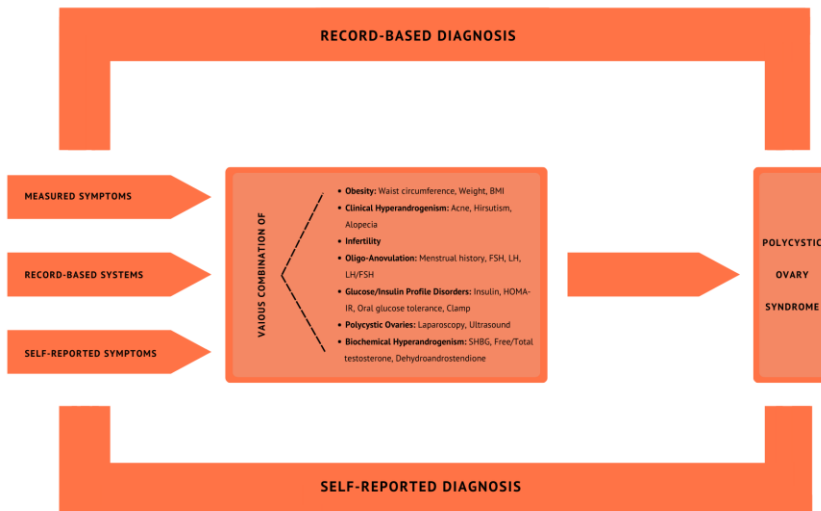 RECORD-BASED DIAGNOSIS
MEASURED SYMPTOMS
RECORD-BASED SYSTEMS
SELF-REPORTED SYMPTOMS
VAIOUS COMBINATION OF
• Obesity: Waist circumference, Weight, BMI
• Clinical Hyperandrogenism: Acne, Hirsutism,
Alopecia
• Infertility
• Oligo-Anovulation: Menstrual history, FSH, LH,
LH/FSH
• Glucose/Insulin Profile Disorders: Insulin, HOMA-
IR, Oral glucose tolerance, Clamp
• Polycystic Ovaries: Laparoscopy, Ultrasound
• Biochemical Hyperandrogenism: SHBG, Free/Total
testosterone, Dehydroandrostendione
POLYCYSTIC
OVARY
SYNDROME
SELF-REPORTED DIAGNOSIS